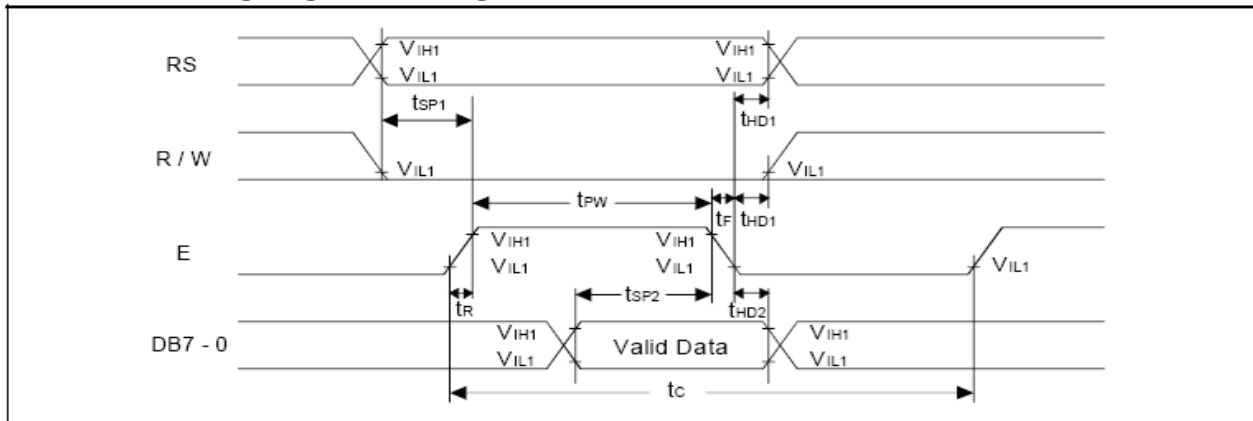 VIH1 VIH1
RS
VIL1 VIL1
tSP1
tHD1
R / W
VIL1 VIL1
tPW
tF tHD1
VIH1 VIH1
E
VIL1 VIL1 VIL1
tSP2
tR tHD2
VIH1 VIH1
DB7 - 0 Valid Data
VIL1 VIL1
tC